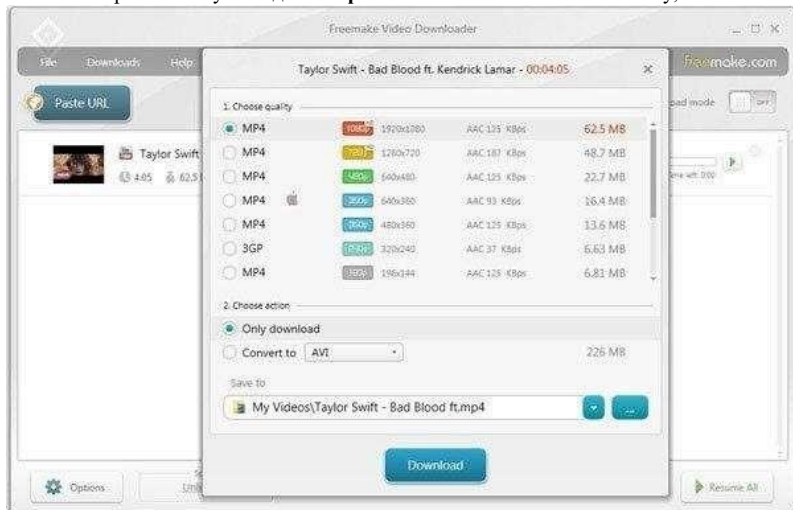 Freemake Video Downloader
File Downloads Help
freemake.com
Paste URL
Taylor Swift
4:05 62.5
Taylor Swift - Bad Blood ft. Kendrick Lamar - 00:04:05
1. Choose quality
MP4 1080p 1920x1080 AAC 125 KBps 62.5 MB
MP4 720p 1280x720 AAC 187 KBps 48.7 MB
MP4 480p 640x480 AAC 125 KBps 22.7 MB
MP4 360p 640x360 AAC 93 KBps 16.4 MB
MP4 360p 480x360 AAC 125 KBps 13.6 MB
3GP 240p 320x240 AAC 37 KBps 6.63 MB
MP4 196x144 AAC 125 KBps 6.81 MB
2. Choose action
Only download
Convert to AVI 226 MB
Save to
My Videos\Taylor Swift - Bad Blood ft.mp4
...
Download
Options
Resume All